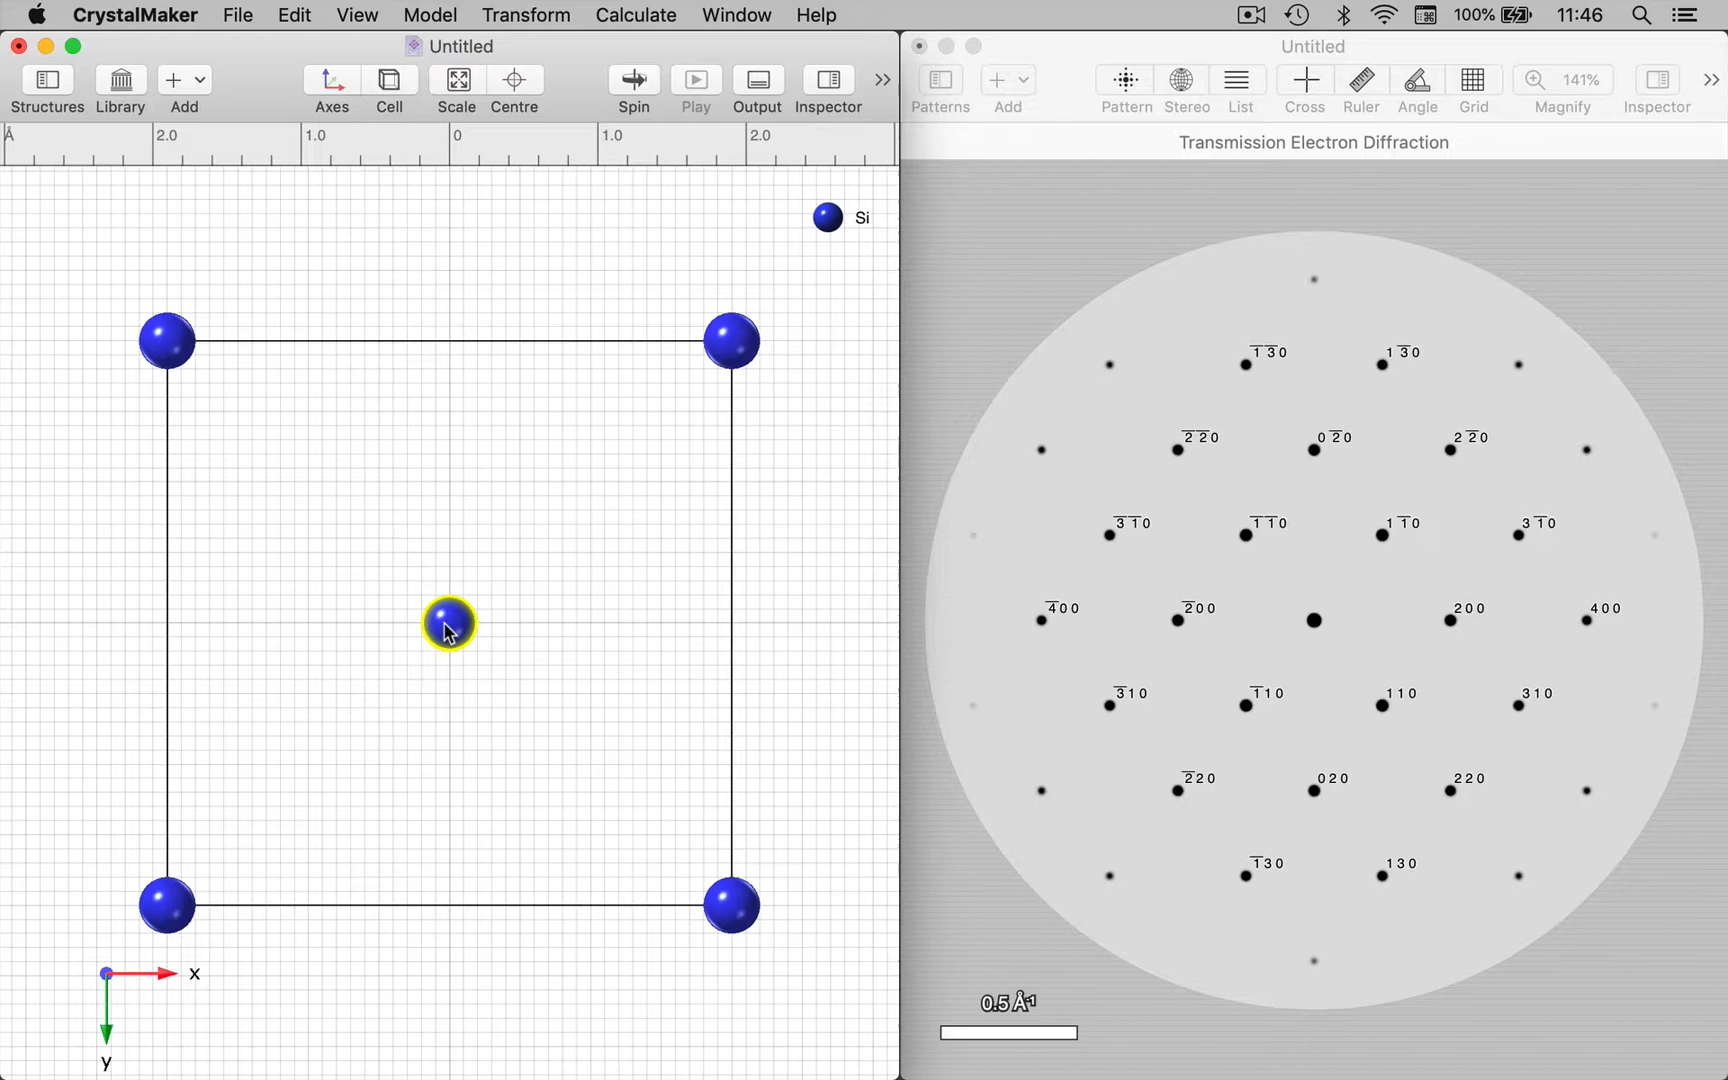 CrystalMaker File Edit View Model Transform Calculate Window Help 100% 11:46
Untitled
Structures Library Add Axes Cell Scale Centre Spin Play Output Inspector
Å 2.0 1.0 0 1.0 2.0
Si
x
y
Untitled
141%
Patterns Add Pattern Stereo List Cross Ruler Angle Grid Magnify Inspector
Transmission Electron Diffraction
1̅ 3̅ 0 1 3̅ 0
2̅ 2̅ 0 0 2̅ 0 2 2̅ 0
3̅ 1̅ 0 1̅ 1̅ 0 1 1̅ 0 3 1̅ 0
4̅ 0 0 2̅ 0 0 2 0 0 4 0 0
3̅ 1 0 1̅ 1 0 1 1 0 3 1 0
2̅ 2 0 0 2 0 2 2 0
1̅ 3 0 1 3 0
0.5 Å⁻¹